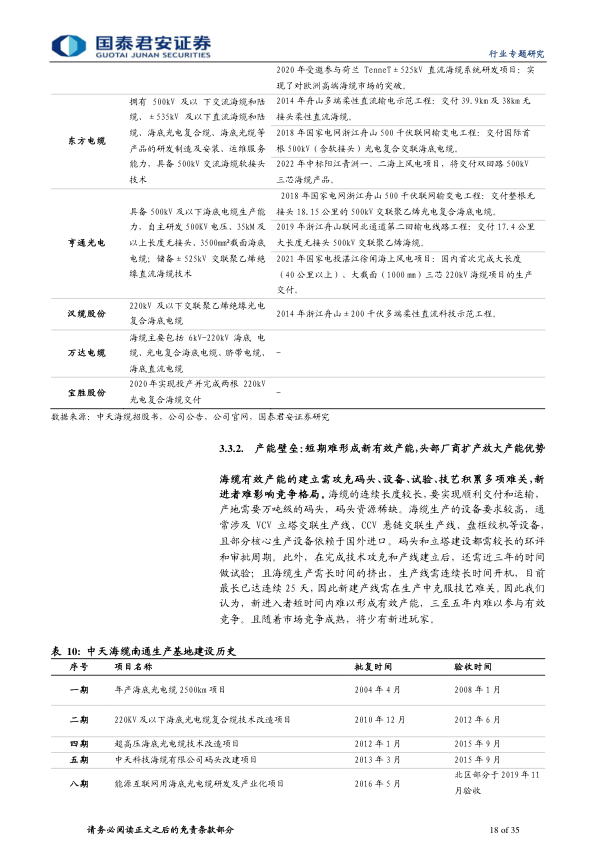 国泰君安证券
GUOTAI JUNAN SECURITIES
行业专题研究
2020 年受邀参与荷兰 TenneT±525kV 直流海缆系统研发项目：实
现了对欧洲高端海缆市场的突破。
东方电缆
拥有 500kV 及以 下交流海缆和陆
缆、±535kV 及以下直流海缆和陆
缆、海底光电复合缆、海底光缆等
产品的研发制造及安装、运维服务
能力，具备 500kV 交流海缆软接头
技术
2014 年舟山多端柔性直流输电示范工程：交付 39.9km 及 38km 无
接头柔性直流海缆。
2018 年国家电网浙江舟山 500 千伏联网输变电工程：交付国际首
根 500kV（含软接头）光电复合交联海底电缆。
2022 年中标阳江青洲一、二海上风电项目，将交付双回路 500kV
三芯海缆产品。
亨通光电
具备 500kV 及以下海底电缆生产能
力，自主研发 500KV 电压、35kM 及
以上长度无接头、3500mm²截面海底
电缆；储备±525kV 交联聚乙烯绝
缘直流海缆技术
2018 年国家电网浙江舟山 500 千伏联网输变电工程：交付整根无
接头 18.15 公里的 500kV 交联聚乙烯光电复合海底电缆。
2019 年浙江舟山联网北通道第二回输电线路工程：交付 17.4 公里
大长度无接头 500kV 交联聚乙烯海缆。
2021 年国家电投湛江徐闻海上风电项目：国内首次完成大长度
（40 公里以上）、大截面（1000 mm）三芯 220kV 海缆项目的生产
交付。
汉缆股份
220kV 及以下交联聚乙烯绝缘光电
复合海底电缆
2014 年浙江舟山±200 千伏多端柔性直流科技示范工程。
万达电缆
海缆主要包括 6kV-220kV 海底 电
缆、光电复合海底电缆、脐带电缆、
海底直流电缆
-
宝胜股份
2020 年实现投产并完成两根 220kV
光电复合海缆交付
-
数据来源：中天海缆招股书，公司公告，公司官网，国泰君安证券研究
3.3.2. 产能壁垒：短期难形成新有效产能，头部厂商扩产放大产能优势
海缆有效产能的建立需攻克码头、设备、试验、技艺积累多项难关，新
进者难影响竞争格局。海缆的连续长度较长，要实现顺利交付和运输，
产地需要万吨级的码头，码头资源稀缺。海缆生产的设备要求较高，通
常涉及 VCV 立塔交联生产线、CCV 悬链交联生产线、盘框绞机等设备，
且部分核心生产设备依赖于国外进口。码头和立塔建设都需较长的环评
和审批周期。此外，在完成技术攻克和产线建立后，还需近三年的时间
做试验；且海缆生产需长时间的挤出，生产线需连续长时间开机，目前
最长已达连续 25 天，因此新建产线需在生产中克服技艺难关。因此我们
认为，新进入者短时间内难以形成有效产能，三至五年内难以参与有效
竞争。且随着市场竞争成熟，将少有新进玩家。
表 10：中天海缆南通生产基地建设历史
序号 项目名称 批复时间 验收时间
一期 年产海底光电缆 2500km 项目 2004 年 4 月 2008 年 1 月
二期 220KV 及以下海底光电缆复合缆技术改造项目 2010 年 12 月 2012 年 6 月
四期 超高压海底光电缆技术改造项目 2012 年 1 月 2015 年 9 月
五期 中天科技海缆有限公司码头改建项目 2013 年 3 月 2015 年 9 月
八期 能源互联网用海底光电缆研发及产业化项目 2016 年 5 月 北区部分于 2019 年 11
月验收
请务必阅读正文之后的免责条款部分
18 of 35